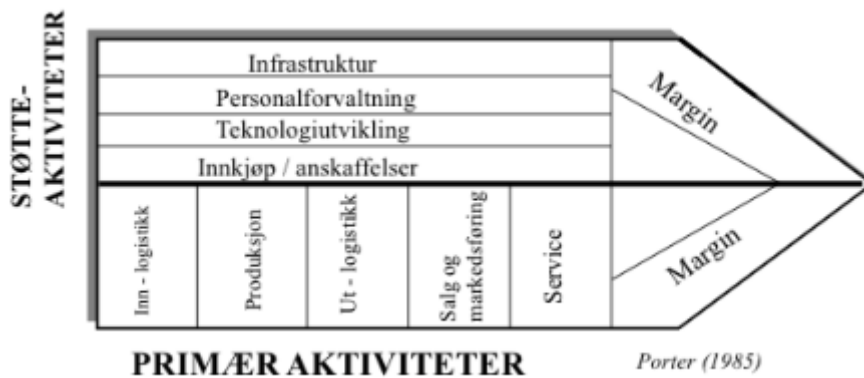 STØTTE-
AKTIVITETER
Infrastruktur
Personalforvaltning
Teknologiutvikling
Innkjøp / anskaffelser
Margin
Inn - logistikk
Produksjon
Ut - logistikk
Salg og
markedsføring
Service
Margin
PRIMÆR AKTIVITETER
Porter (1985)